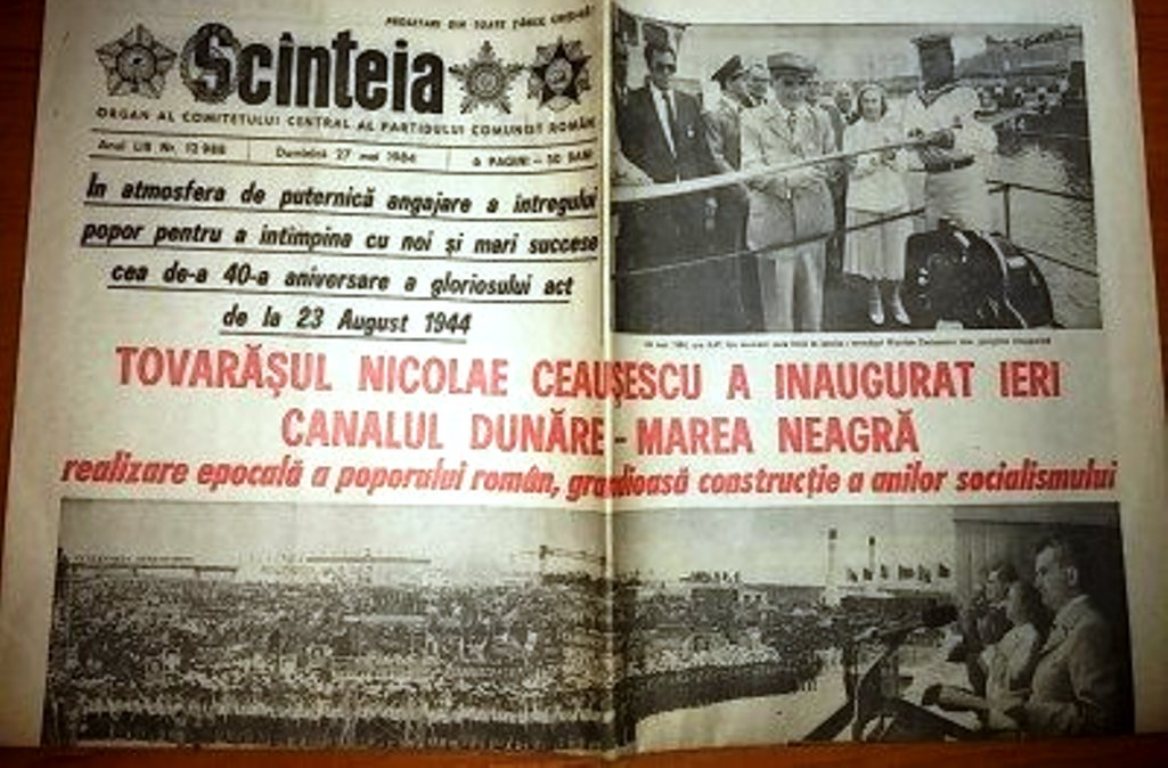 PROLETARI DIN TOATE ȚĂRILE, UNIȚI-VĂ!
Scînteia
ORGAN AL COMITETULUI CENTRAL AL PARTIDULUI COMUNIST ROMÂN
Anul LIII Nr. 12 988
Duminică 27 mai 1984
6 PAGINI - 50 BANI
În atmosfera de puternică angajare a întregului
popor pentru a întîmpina cu noi și mari succese
cea de-a 40-a aniversare a gloriosului act
de la 23 August 1944
TOVARĂȘUL NICOLAE CEAUȘESCU A INAUGURAT IERI
CANALUL DUNĂRE - MAREA NEAGRĂ
realizare epocală a poporului român, grandioasă construcție a anilor socialismului